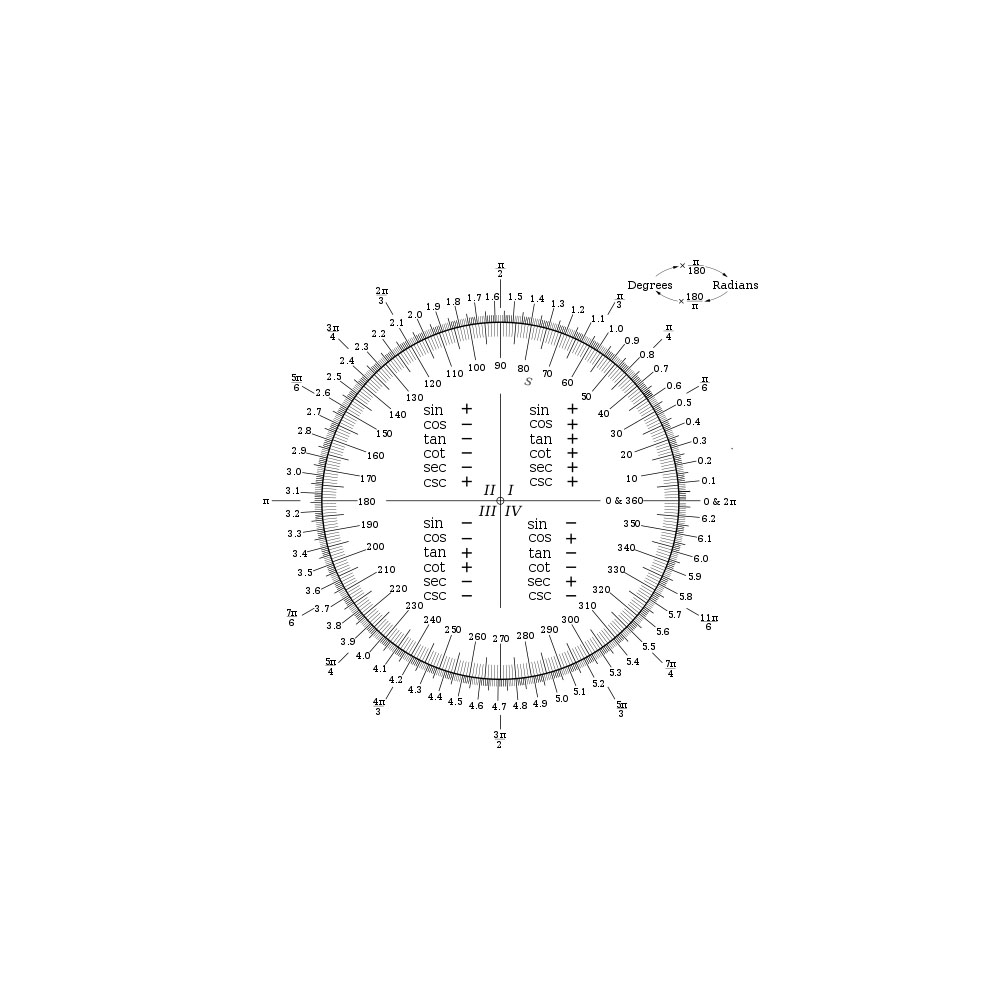 π/2
× π/180
Degrees Radians
× 180/π
2π/3 1.9 1.8 1.7 1.6 1.5 1.4 1.3 1.2 π/3
3π/4 2.2 2.1 2.0 1.1 1.0 π/4
2.4 2.3 0.9 0.8
5π/6 2.6 2.5 0.7 0.6 π/6
120 110 100 90 80 70 60
s
140 130 50 40
2.7 150 30 0.5
2.8 160 20 0.4
2.9 0.3
3.0 170 10 0.2
3.1 0.1
sin + sin +
cos − cos +
tan − tan +
cot − cot +
sec − sec +
csc + csc +
II I
π 180 0 & 360 0 & 2π
III IV
sin − sin −
cos − cos +
tan + tan −
cot + cot −
sec − sec +
csc − csc −
3.2 190 350 6.2
3.3 6.1
3.4 200 340 6.0
3.5 210 330 5.9
3.6 220 320 5.8
7π/6 3.7 230 310 5.7 11π/6
3.8 240 250 260 270 280 290 300 5.6
3.9 5.5
5π/4 4.0 4.1 5.4 7π/4
4.2 4.3 4.4 4.5 4.6 4.7 4.8 4.9 5.0 5.1 5.2 5.3
4π/3 5π/3
3π/2